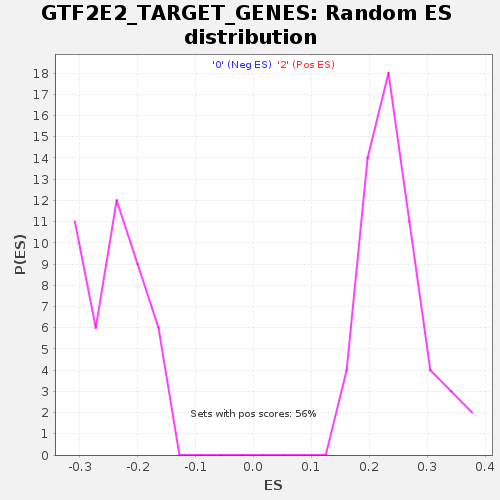 GTF2E2_TARGET_GENES: Random ES
distribution
'0' (Neg ES) '2' (Pos ES)
18
17
16
15
14
13
12
11
10
9
8
7
6
5
4
3
2
1
0
P(ES)
Sets with pos scores: 56%
-0.3 -0.2 -0.1 0.0 0.1 0.2 0.3 0.4
ES